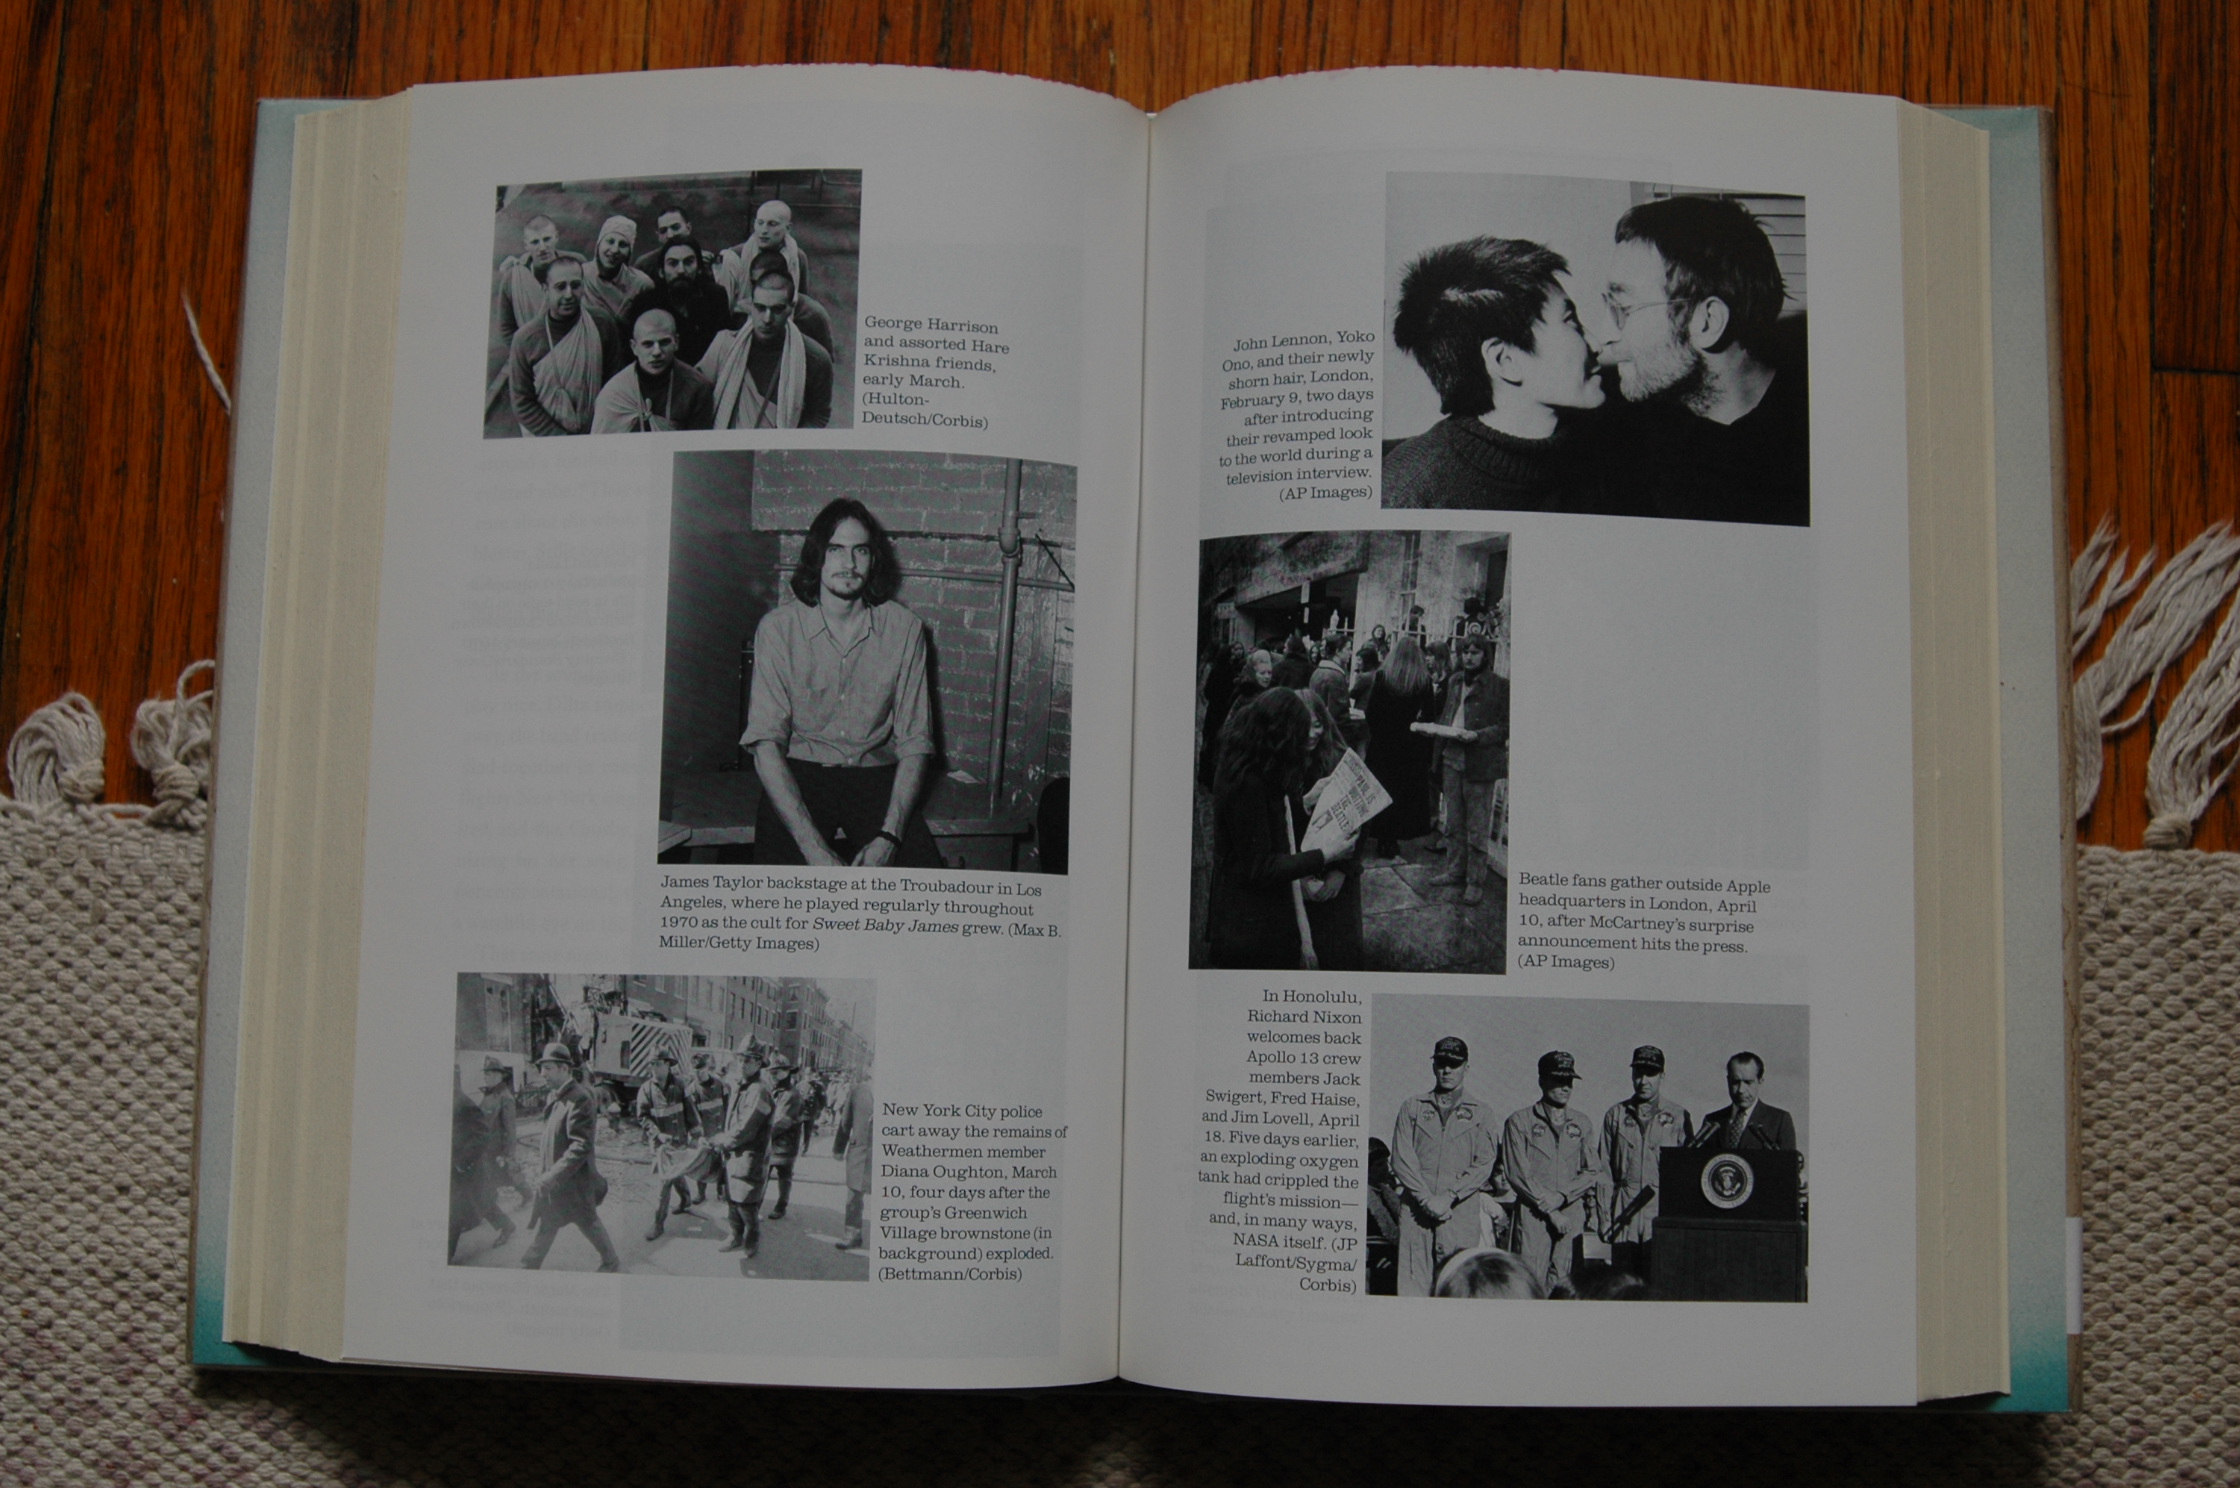 George Harrison
and assorted Hare
Krishna friends,
early March.
(Hulton-
Deutsch/Corbis)
James Taylor backstage at the Troubadour in Los
Angeles, where he played regularly throughout
1970 as the cult for Sweet Baby James grew. (Max B.
Miller/Getty Images)
New York City police
cart away the remains of
Weathermen member
Diana Oughton, March
10, four days after the
group's Greenwich
Village brownstone (in
background) exploded.
(Bettmann/Corbis)
John Lennon, Yoko
Ono, and their newly
shorn hair, London,
February 9, two days
after introducing
their revamped look
to the world during a
television interview.
(AP Images)
PAUL IS
QUITTING
THE
BEATLES
Beatle fans gather outside Apple
headquarters in London, April
10, after McCartney's surprise
announcement hits the press.
(AP Images)
In Honolulu,
Richard Nixon
welcomes back
Apollo 13 crew
members Jack
Swigert, Fred Haise,
and Jim Lovell, April
18. Five days earlier,
an exploding oxygen
tank had crippled the
flight's mission—
and, in many ways,
NASA itself. (JP
Laffont/Sygma/
Corbis)